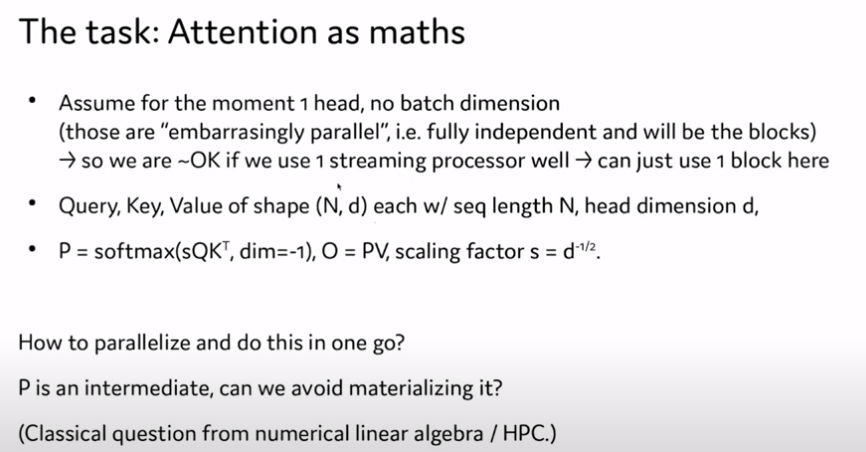 The task: Attention as maths
• Assume for the moment 1 head, no batch dimension
(those are "embarrasingly parallel", i.e. fully independent and will be the blocks)
→ so we are ~OK if we use 1 streaming processor well → can just use 1 block here
• Query, Key, Value of shape (N, d) each w/ seq length N, head dimension d,
• P = softmax(sQKᵀ, dim=-1), O = PV, scaling factor s = d⁻¹ᐟ².
How to parallelize and do this in one go?
P is an intermediate, can we avoid materializing it?
(Classical question from numerical linear algebra / HPC.)